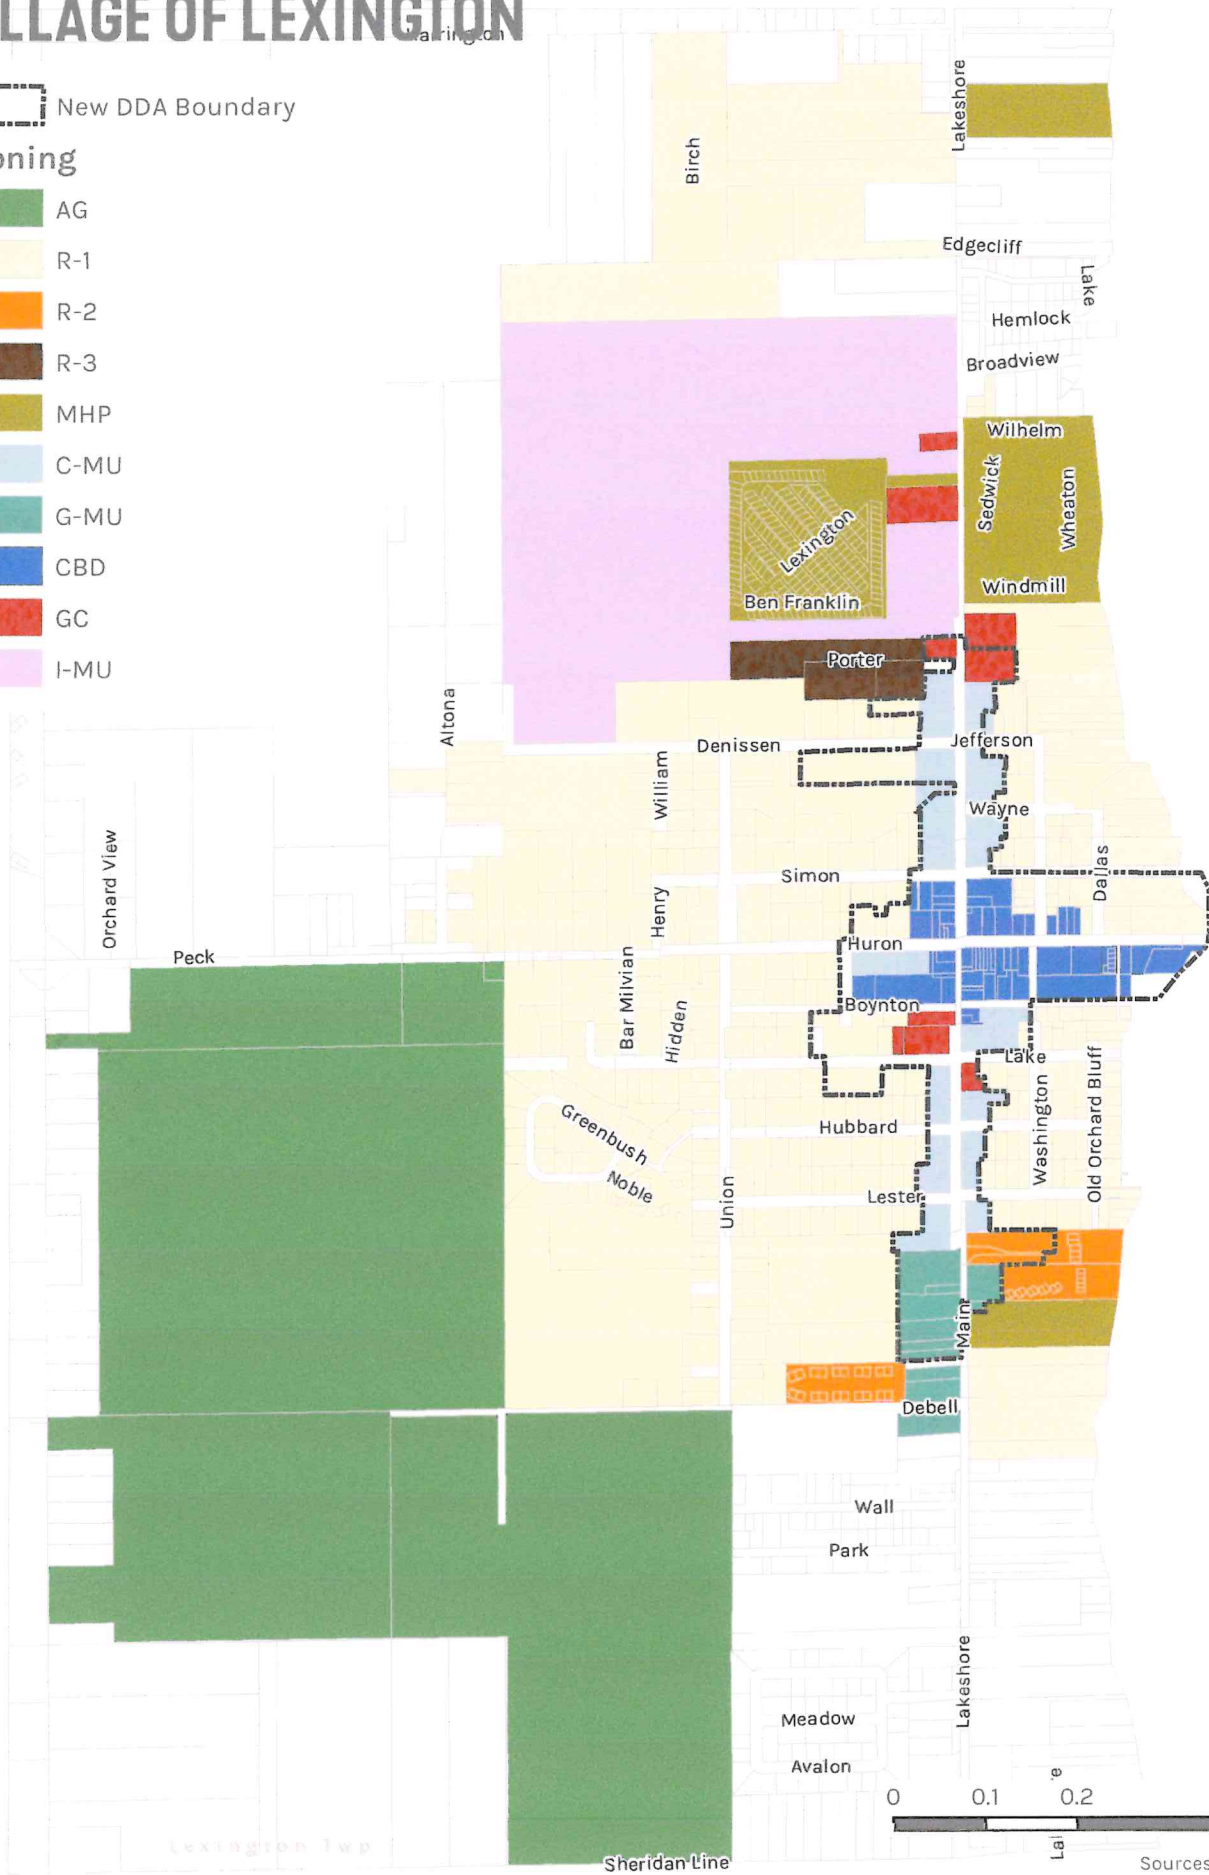 LLAGE OF LEXINGTON
Harrington
New DDA Boundary
oning
AG
R-1
R-2
R-3
MHP
C-MU
G-MU
CBD
GC
I-MU
Lakeshore
Birch
Edgecliff
Lake
Hemlock
Broadview
Wilhelm
Sedwick
Wheaton
Lexington
Windmill
Ben Franklin
Porter
Altona
Denissen
Jefferson
William
Wayne
Orchard View
Simon
Dallas
Henry
Huron
Peck
Bar Milvian
Hidden
Boynton
Lake
Greenbush
Hubbard
Washington
Old Orchard Bluff
Noble
Union
Lester
Main
Debell
Wall
Park
Lakeshore
Meadow
Avalon
0 0.1 0.2
Lexington Twp
Sheridan Line
Sources